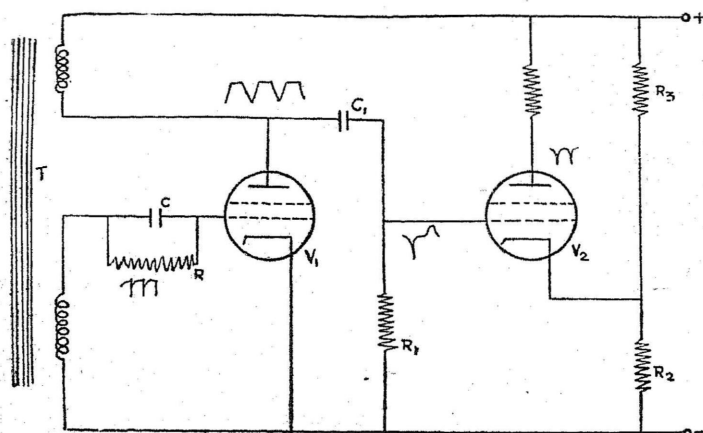 +
C₁
R₃
T
C
V₁
V₂
R
R₁
R₂
-